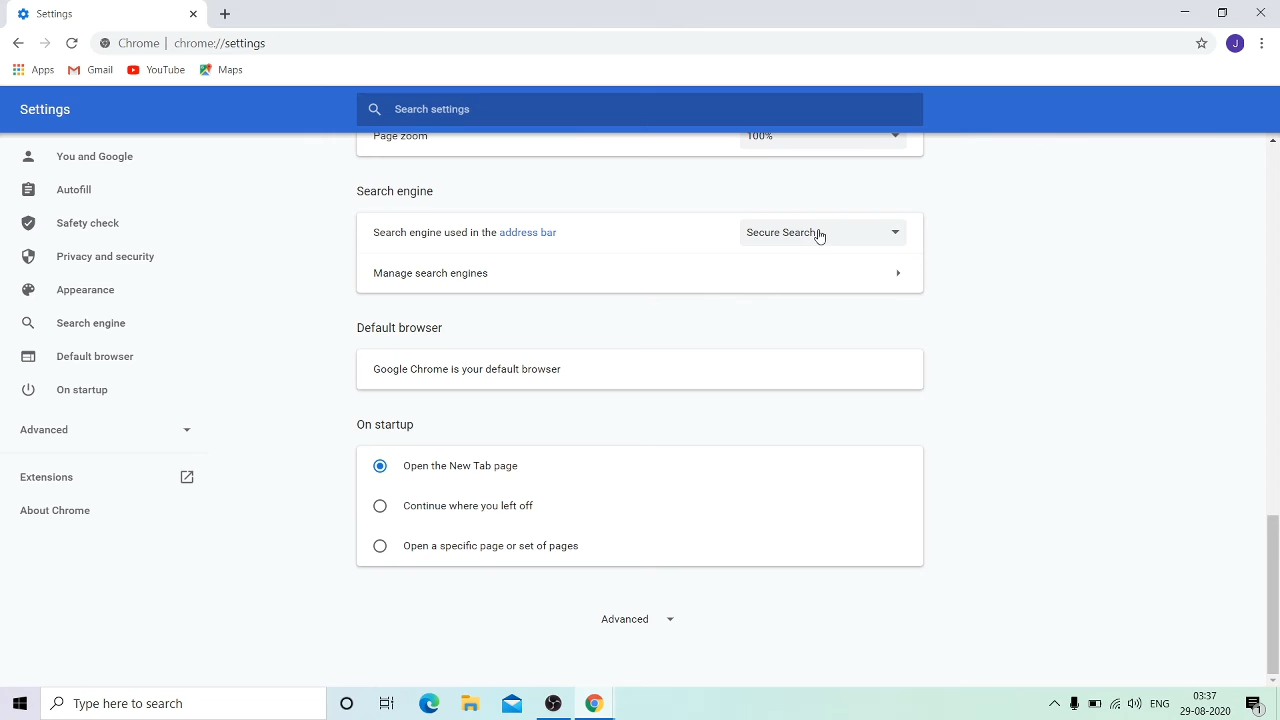 Settings
Chrome | chrome://settings
Apps Gmail YouTube Maps
Settings
Search settings
You and Google
Autofill
Safety check
Privacy and security
Appearance
Search engine
Default browser
On startup
Advanced
Extensions
About Chrome
Page zoom 100%
Search engine
Search engine used in the address bar Secure Search
Manage search engines
Default browser
Google Chrome is your default browser
On startup
Open the New Tab page
Continue where you left off
Open a specific page or set of pages
Advanced
Type here to search
ENG
03:37
29-08-2020
1
J